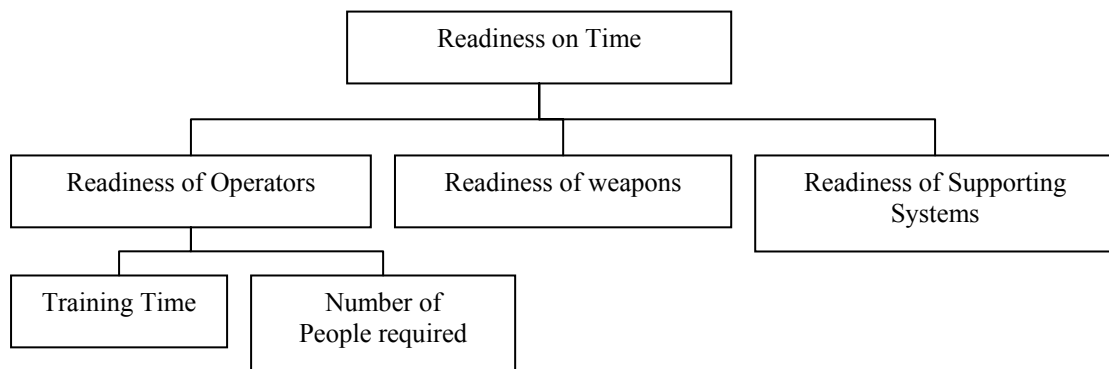 Readiness on Time
Readiness of Operators
Readiness of weapons
Readiness of Supporting
Systems
Training Time
Number of
People required